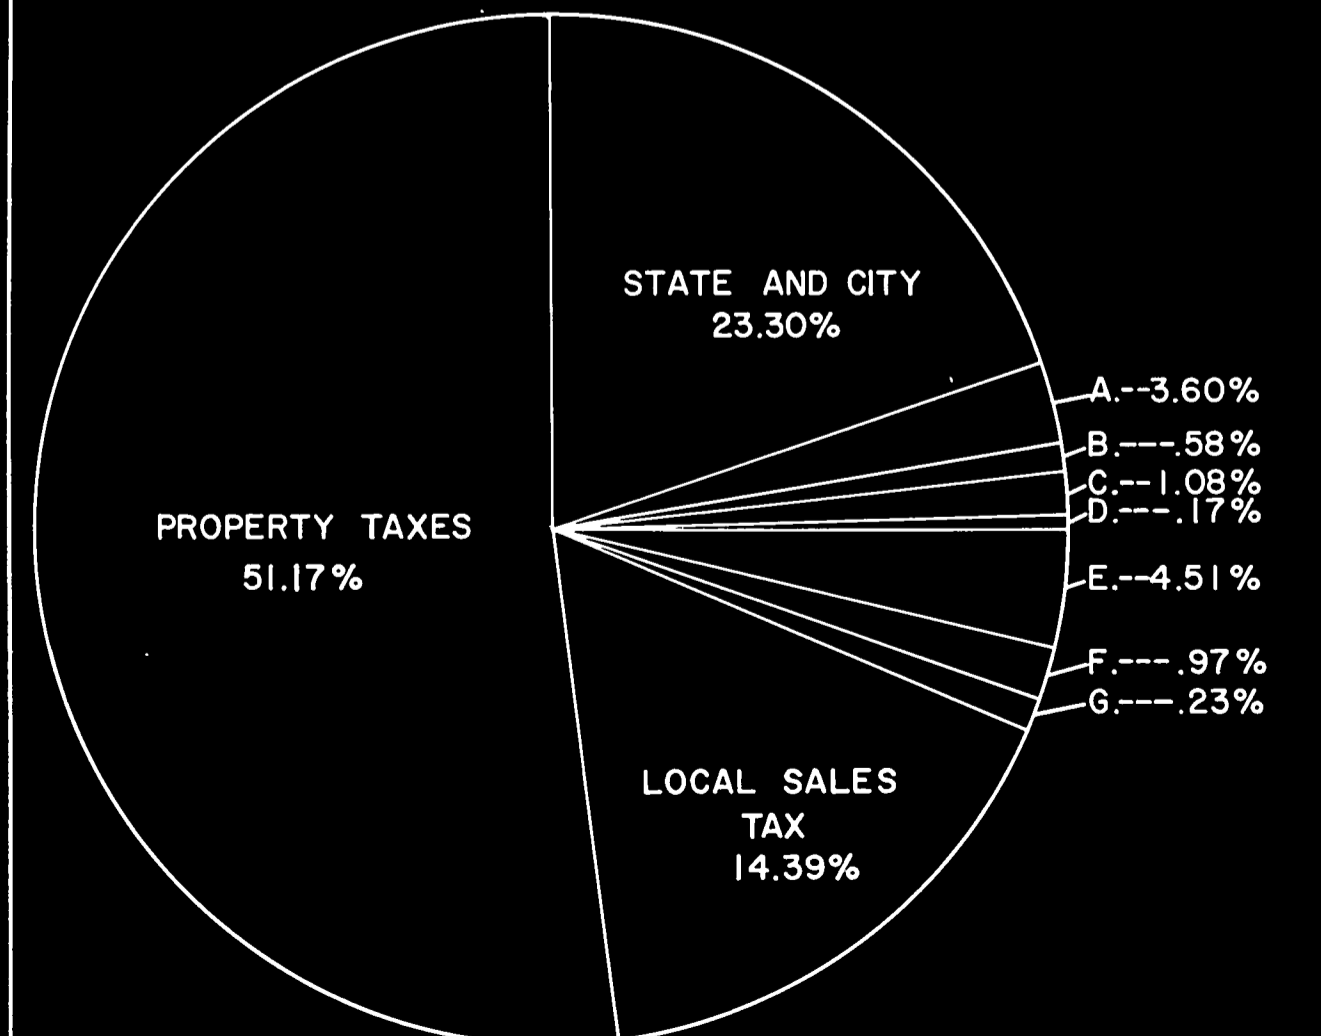 STATE AND CITY
23.30%
A.--3.60%
B.---.58%
C.--1.08%
D.---.17%
PROPERTY TAXES
51.17%
E.--4.51%
F.---.97%
G.---.23%
LOCAL SALES
TAX
14.39%